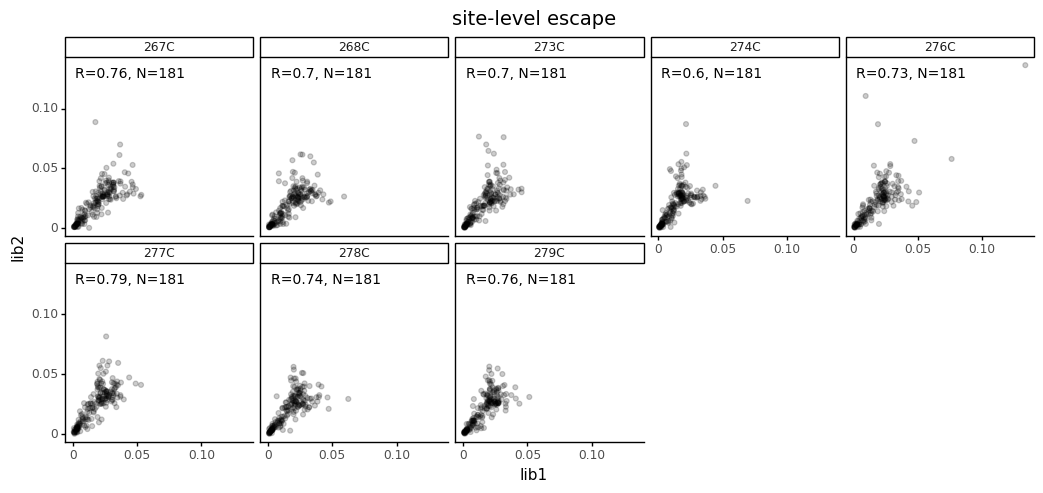 site-level escape
267C
268C
273C
274C
276C
R=0.76, N=181
R=0.7, N=181
R=0.7, N=181
R=0.6, N=181
R=0.73, N=181
0.10
0.05
0
0
0.05
0.10
0
0.05
0.10
lib2
277C
278C
279C
R=0.79, N=181
R=0.74, N=181
R=0.76, N=181
0.10
0.05
0
0
0.05
0.10
0
0.05
0.10
0
0.05
0.10
lib1